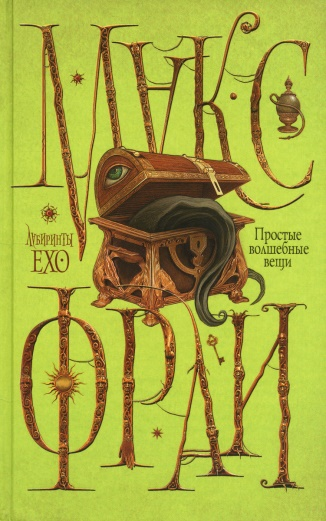 МАКС
Лабиринты
ЕХО
Простые
волшебные
вещи
ФРАЙ